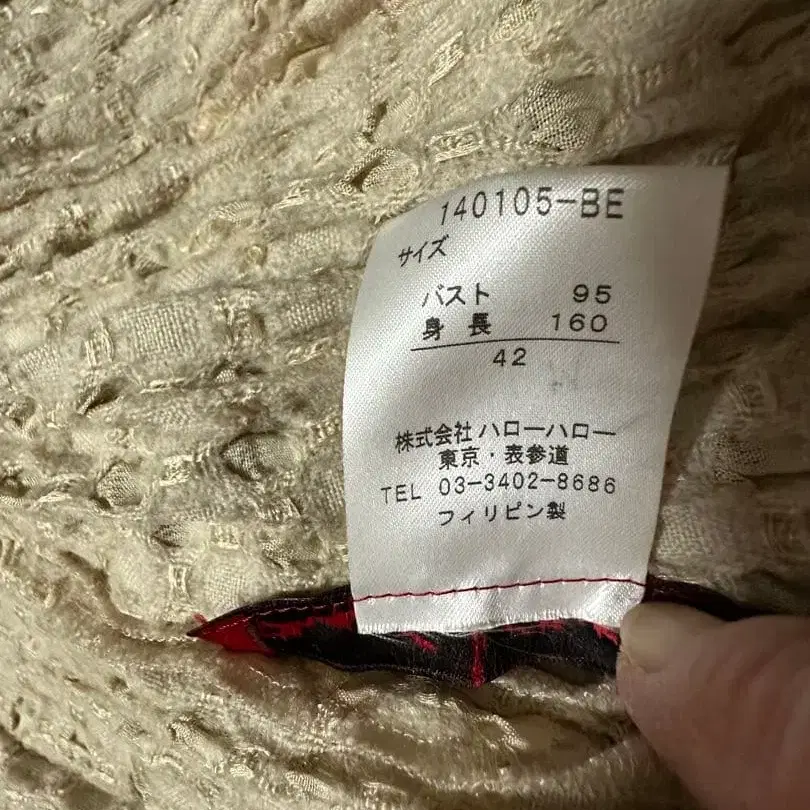 140105-BE
サイズ
バスト 95
身長 160
42
株式会社ハローハロー
東京・表参道
TEL 03-3402-8686
フィリピン製